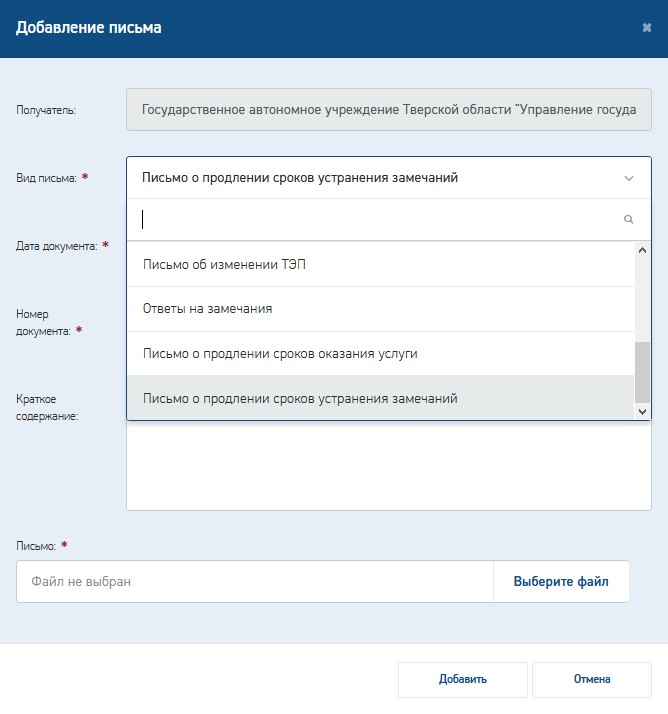 Добавление письма
Получатель:
Государственное автономное учреждение Тверской области "Управление госуда
Вид письма: *
Письмо о продлении сроков устранения замечаний
Дата документа: *
Письмо об изменении ТЭП
Номер
документа: *
Ответы на замечания
Письмо о продлении сроков оказания услуги
Краткое
содержание:
Письмо о продлении сроков устранения замечаний
Письмо: *
Файл не выбран
Выберите файл
Добавить
Отмена